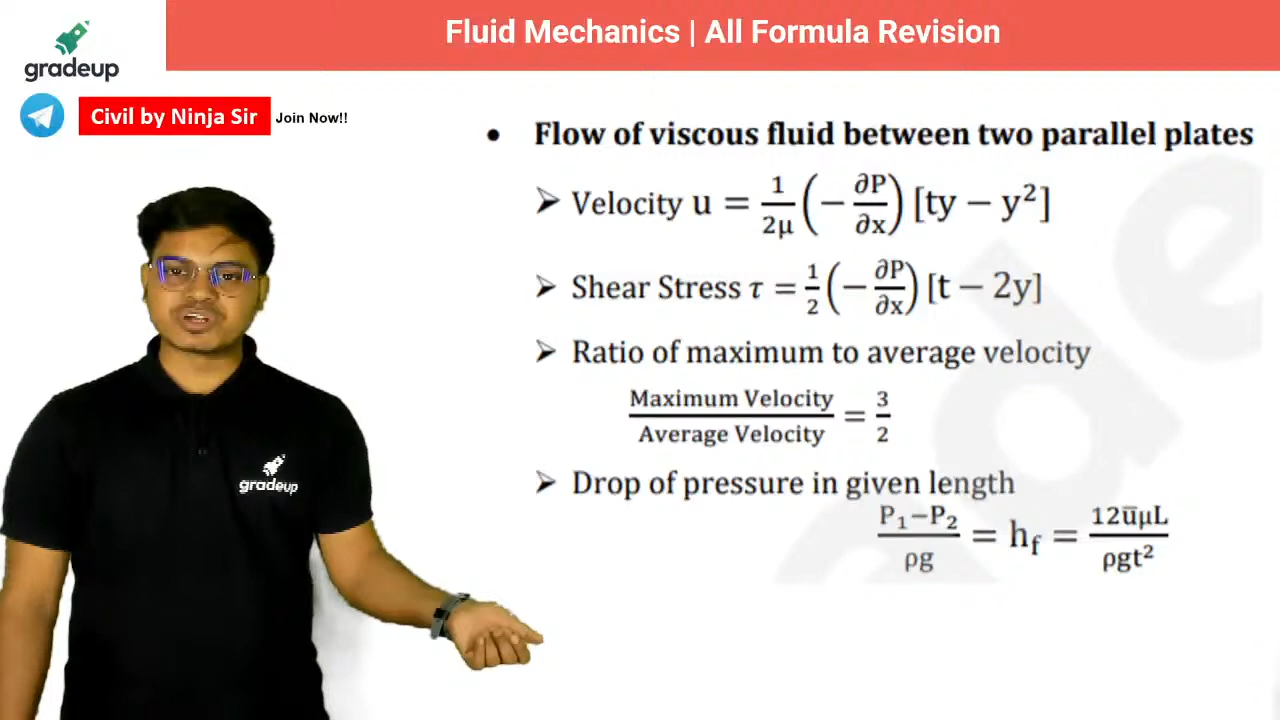 Fluid Mechanics | All Formula Revision
gradeup
Civil by Ninja Sir Join Now!!
• Flow of viscous fluid between two parallel plates
➢ Velocity u = 1/2μ (−∂P/∂x) [ty − y²]
➢ Shear Stress τ = 1/2 (−∂P/∂x) [t − 2y]
➢ Ratio of maximum to average velocity
Maximum Velocity/Average Velocity = 3/2
➢ Drop of pressure in given length
P₁−P₂/ρg = h_f = 12ūμL/ρgt²
gradeup